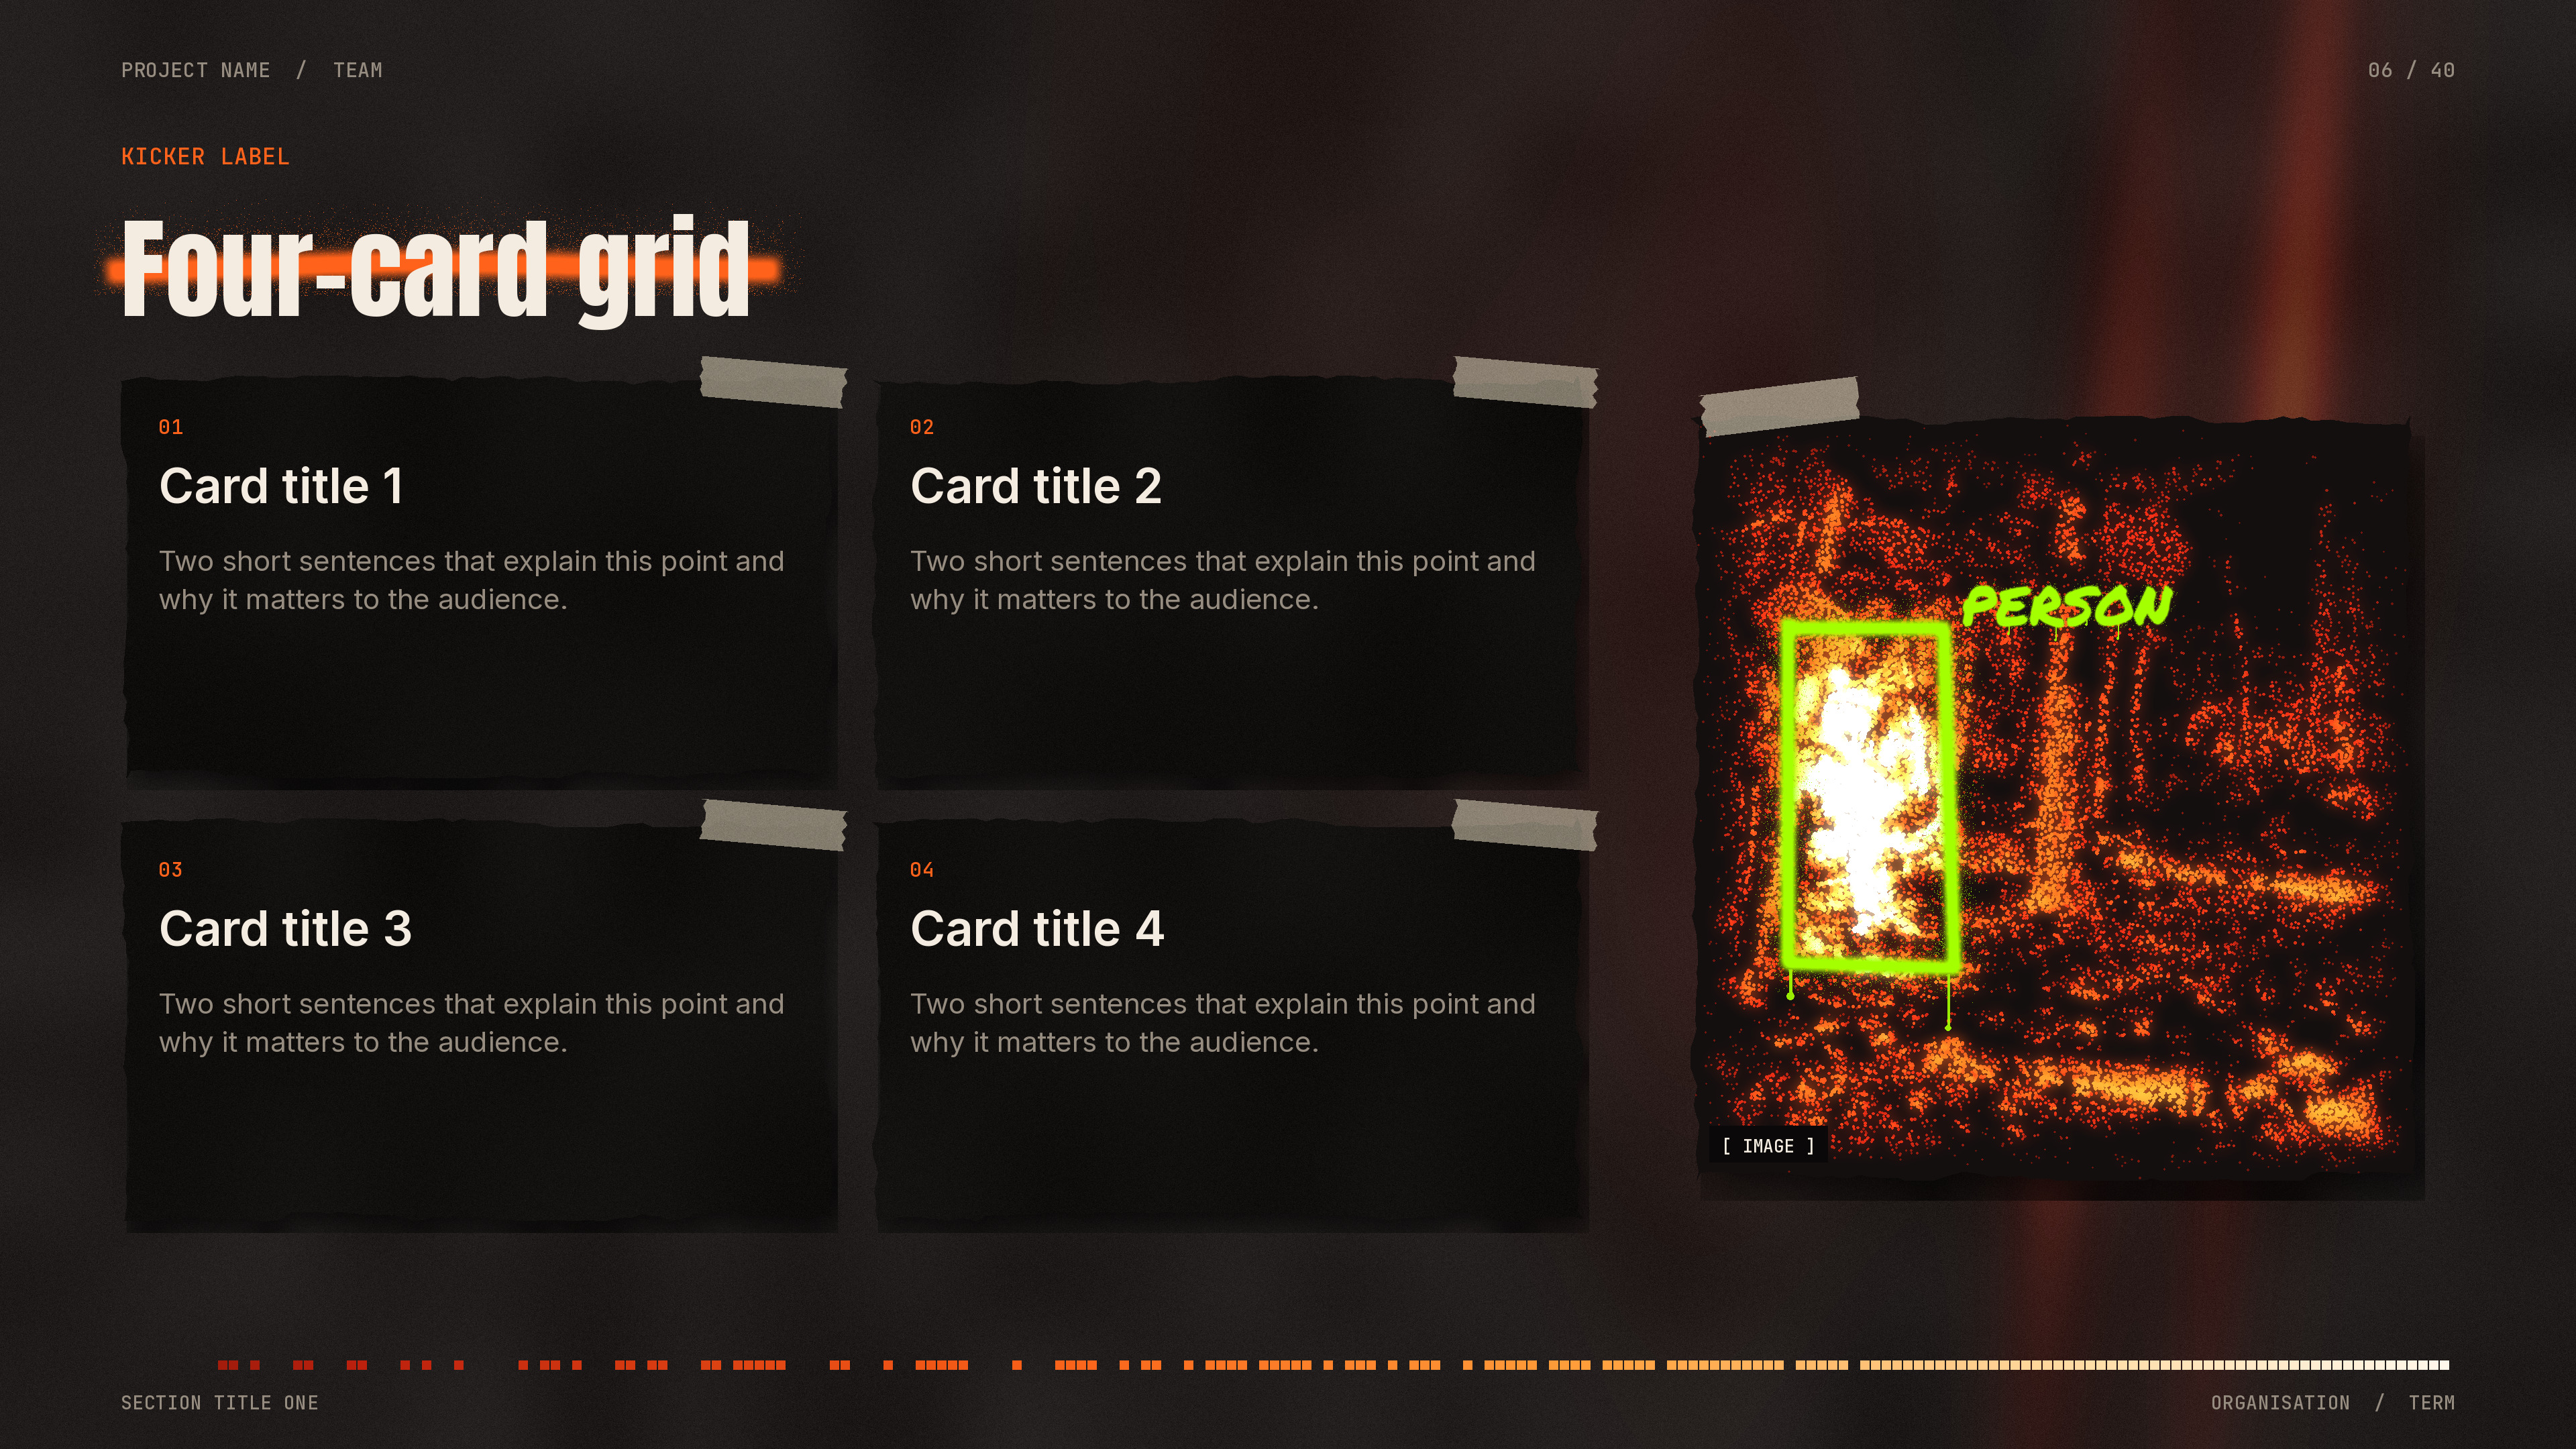 PROJECT NAME / TEAM
06 / 40
KICKER LABEL
Four-card grid
01
Card title 1
Two short sentences that explain this point and
why it matters to the audience.
02
Card title 2
Two short sentences that explain this point and
why it matters to the audience.
03
Card title 3
Two short sentences that explain this point and
why it matters to the audience.
04
Card title 4
Two short sentences that explain this point and
why it matters to the audience.
PERSON
[ IMAGE ]
SECTION TITLE ONE
ORGANISATION / TERM